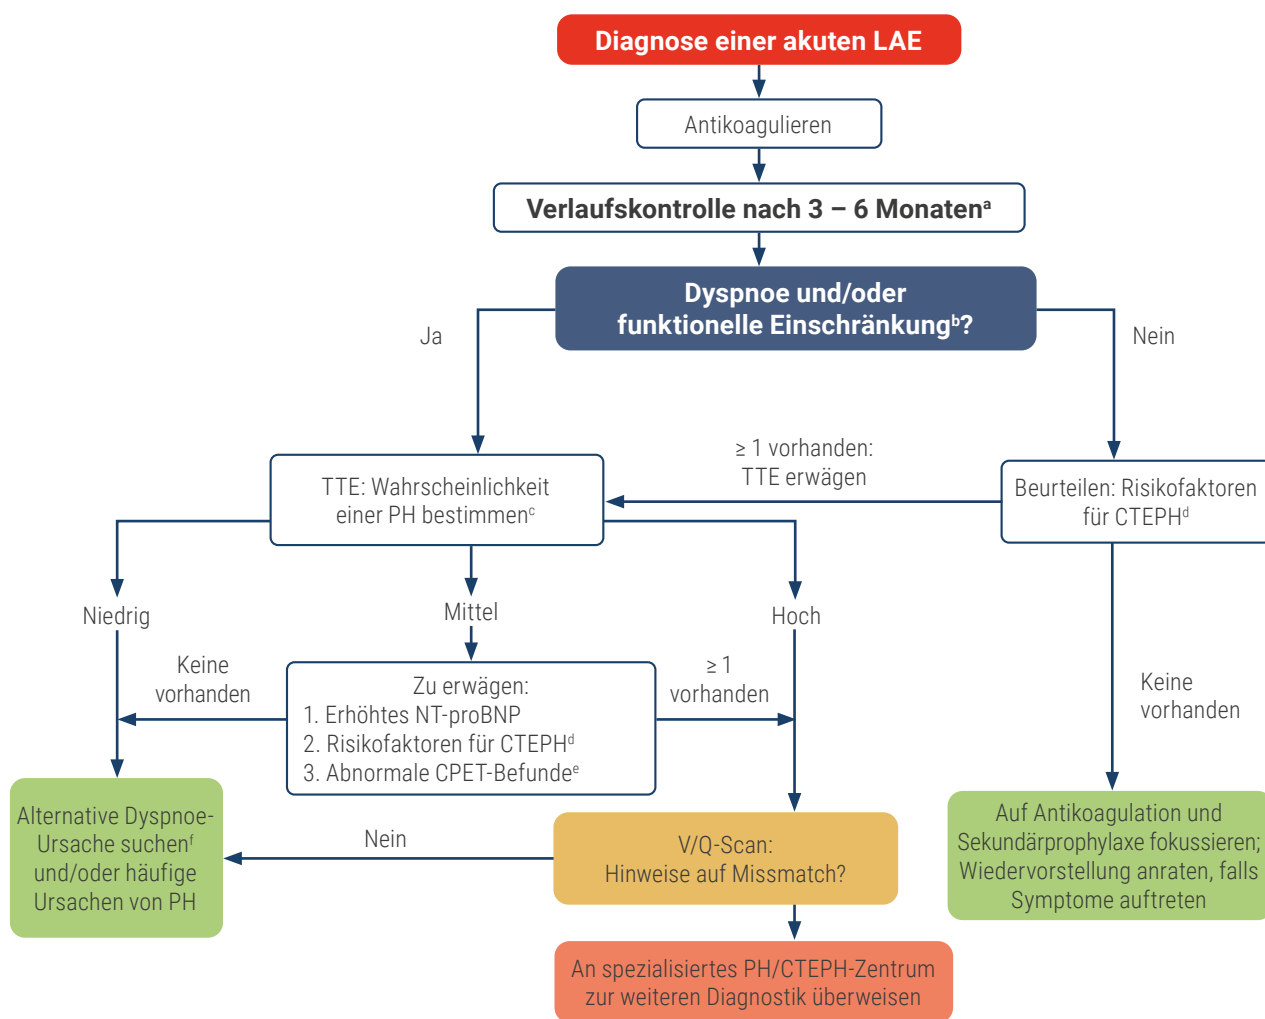 Diagnose einer akuten LAE
Antikoagulieren
Verlaufskontrolle nach 3 – 6 Monatenᵃ
Dyspnoe und/oder
funktionelle Einschränkungᵇ?
Ja
Nein
≥ 1 vorhanden:
TTE erwägen
TTE: Wahrscheinlichkeit
einer PH bestimmenᶜ
Beurteilen: Risikofaktoren
für CTEPHᵈ
Niedrig
Mittel
Hoch
Keine
vorhanden
Zu erwägen:
1. Erhöhtes NT-proBNP
2. Risikofaktoren für CTEPHᵈ
3. Abnormale CPET-Befundeᵉ
≥ 1
vorhanden
Keine
vorhanden
Alternative Dyspnoe-
Ursache suchenᶠ
und/oder häufige
Ursachen von PH
Nein
V/Q-Scan:
Hinweise auf Missmatch?
Auf Antikoagulation und
Sekundärprophylaxe fokussieren;
Wiedervorstellung anraten, falls
Symptome auftreten
An spezialisiertes PH/CTEPH-Zentrum
zur weiteren Diagnostik überweisen